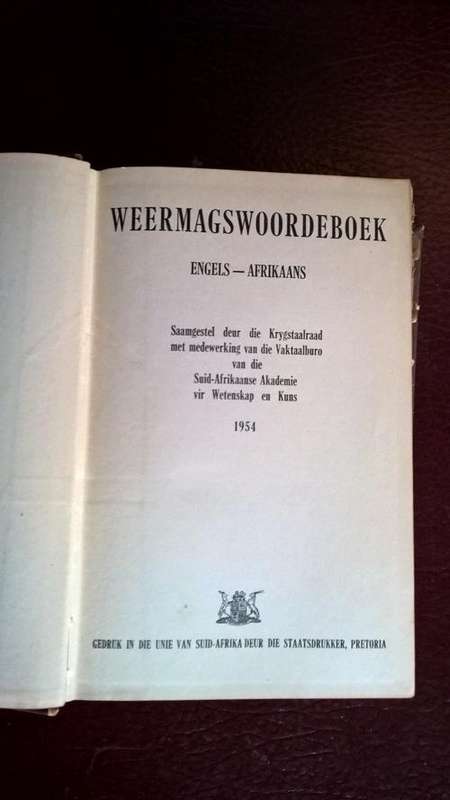 WEERMAGSWOORDEBOEK
ENGELS — AFRIKAANS
Saamgestel deur die Krygstaalraad
met medewerking van die Vaktaalburo
van die
Suid-Afrikaanse Akademie
vir Wetenskap en Kuns
1954
GEDRUK IN DIE UNIE VAN SUID-AFRIKA DEUR DIE STAATSDRUKKER, PRETORIA